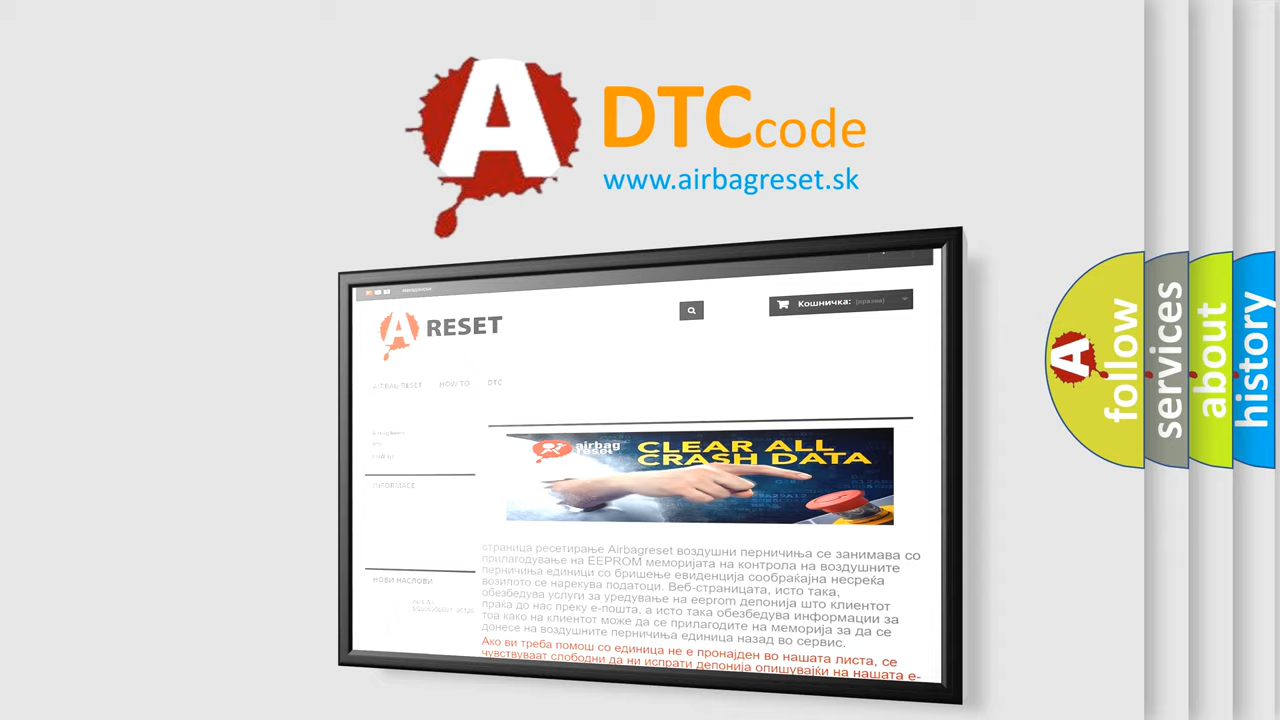 DTC code
www.airbagreset.sk
RESET
Кошничка: (празна)
AIRBAG RESET HOW TO DTC
INFORMACE
airbag reset
CLEAR ALL
CRASH DATA
страница ресетирање Airbagreset воздушни перничиња се занимава со
прилагодување на EEPROM меморијата на контрола на воздушните
перничиња единици со бришење евиденција сообраќајна несреќа
возилото се нарекува податоци. Веб-страницата, исто така,
обезбедува услуги за уредување на eeprom депонија што клиентот
праќа до нас преку е-пошта, а исто така обезбедува информации за
тоа како на клиентот може да се прилагодите на меморија за да се
донесе на воздушните перничиња единица назад во сервис.
Ако ви треба помош со единица не е пронајден во нашата листа, се
чувствуваат слободни да ни испрати депонија опишувајќи на нашата е-
НОВИ НАСЛОВИ
follow
services
about
history